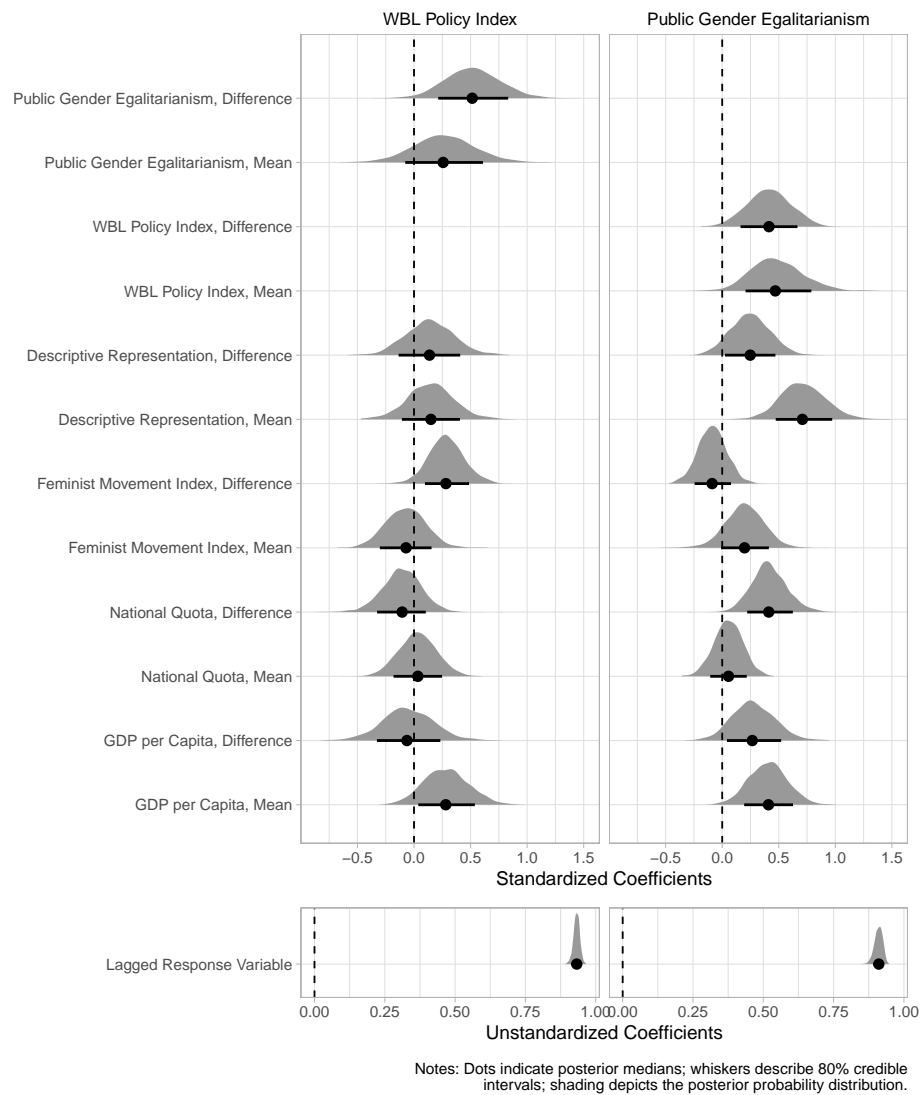 WBL Policy Index
Public Gender Egalitarianism
Public Gender Egalitarianism, Difference
Public Gender Egalitarianism, Mean
WBL Policy Index, Difference
WBL Policy Index, Mean
Descriptive Representation, Difference
Descriptive Representation, Mean
Feminist Movement Index, Difference
Feminist Movement Index, Mean
National Quota, Difference
National Quota, Mean
GDP per Capita, Difference
GDP per Capita, Mean
−0.5 0.0 0.5 1.0 1.5 −0.5 0.0 0.5 1.0 1.5
Standardized Coefficients
Lagged Response Variable
0.00 0.25 0.50 0.75 1.00 0.00 0.25 0.50 0.75 1.00
Unstandardized Coefficients
Notes: Dots indicate posterior medians; whiskers describe 80% credible
intervals; shading depicts the posterior probability distribution.